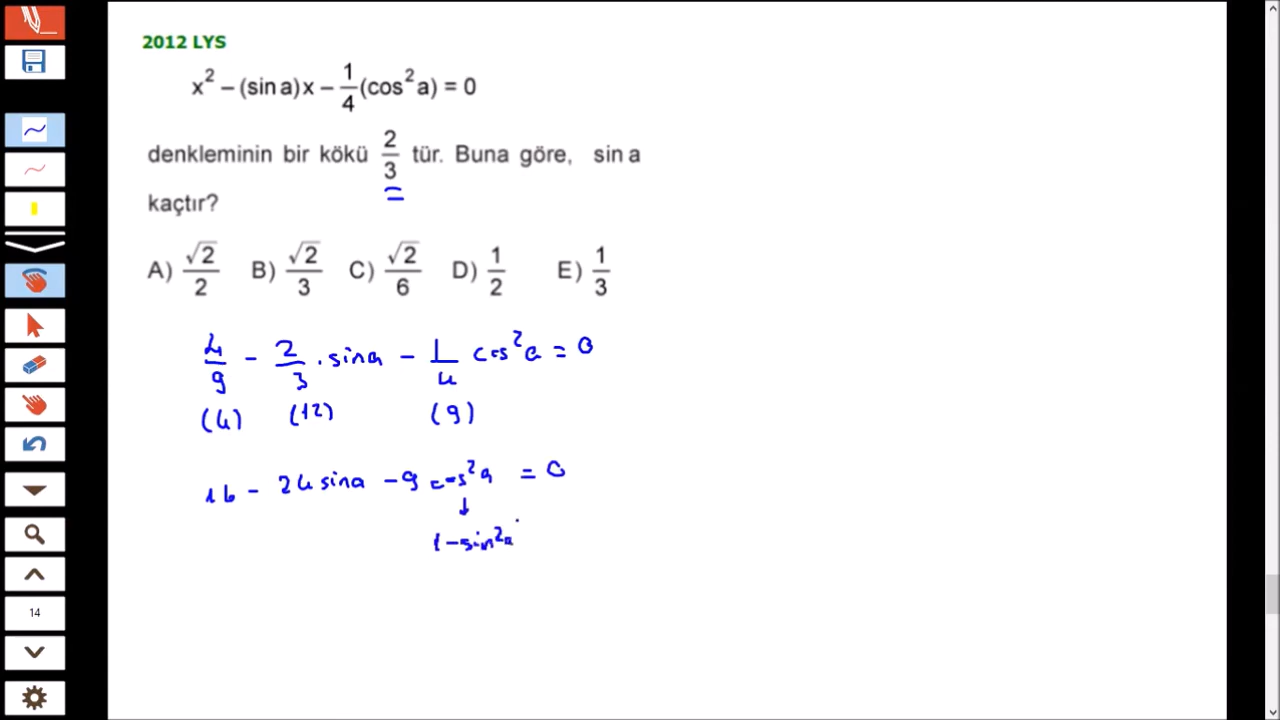 2012 LYS
x² – (sin a)x – 1/4 (cos² a) = 0
denkleminin bir kökü 2/3 tür. Buna göre, sin a
kaçtır?
A) √2/2 B) √2/3 C) √2/6 D) 1/2 E) 1/3
4/9 - 2/3 . sina - 1/4 cos²a = 0
(4) (12) (9)
16 - 24 sina - 9 cos²a = 0
↓
1 - sin²a
14